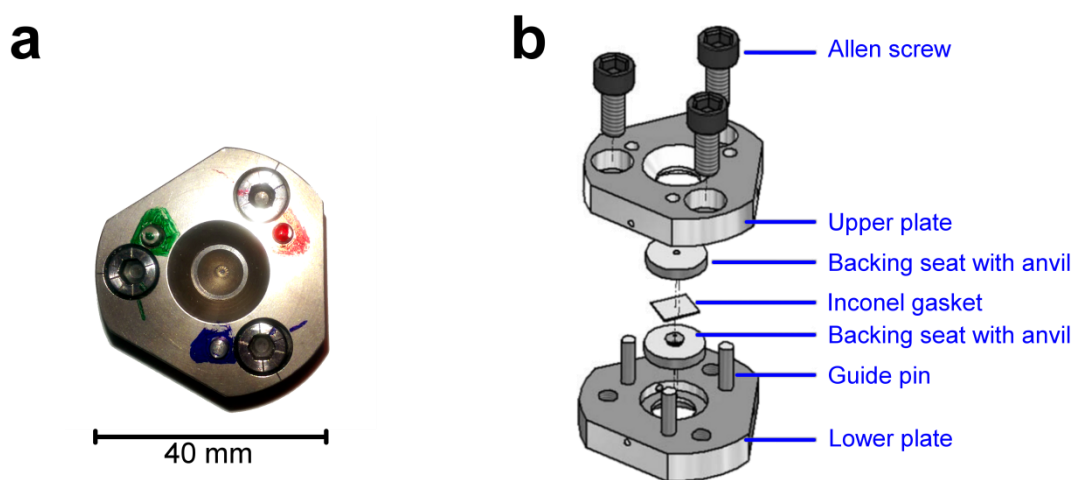 a
40 mm
b
Allen screw
Upper plate
Backing seat with anvil
Inconel gasket
Backing seat with anvil
Guide pin
Lower plate